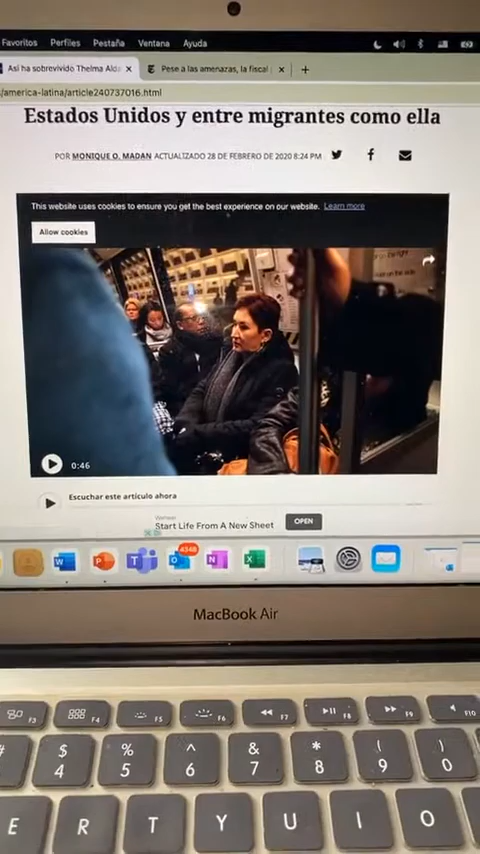 Favoritos Perfiles Pestaña Ventana Ayuda
Así ha sobrevivido Thelma Alda
Pese a las amenazas, la fiscal
/america-latina/article240737016.html
Estados Unidos y entre migrantes como ella
POR MONIQUE O. MADAN ACTUALIZADO 28 DE FEBRERO DE 2020 8:24 PM
This website uses cookies to ensure you get the best experience on our website. Learn more
Allow cookies
0:46
Escuchar este artículo ahora
Start Life From A New Sheet
OPEN
4348
W P T O N X
MacBook Air
F3 F4 F5 F6 F7 F8 F9 F10
# $ % ^ & * ( )
4 5 6 7 8 9 0
E R T Y U I O